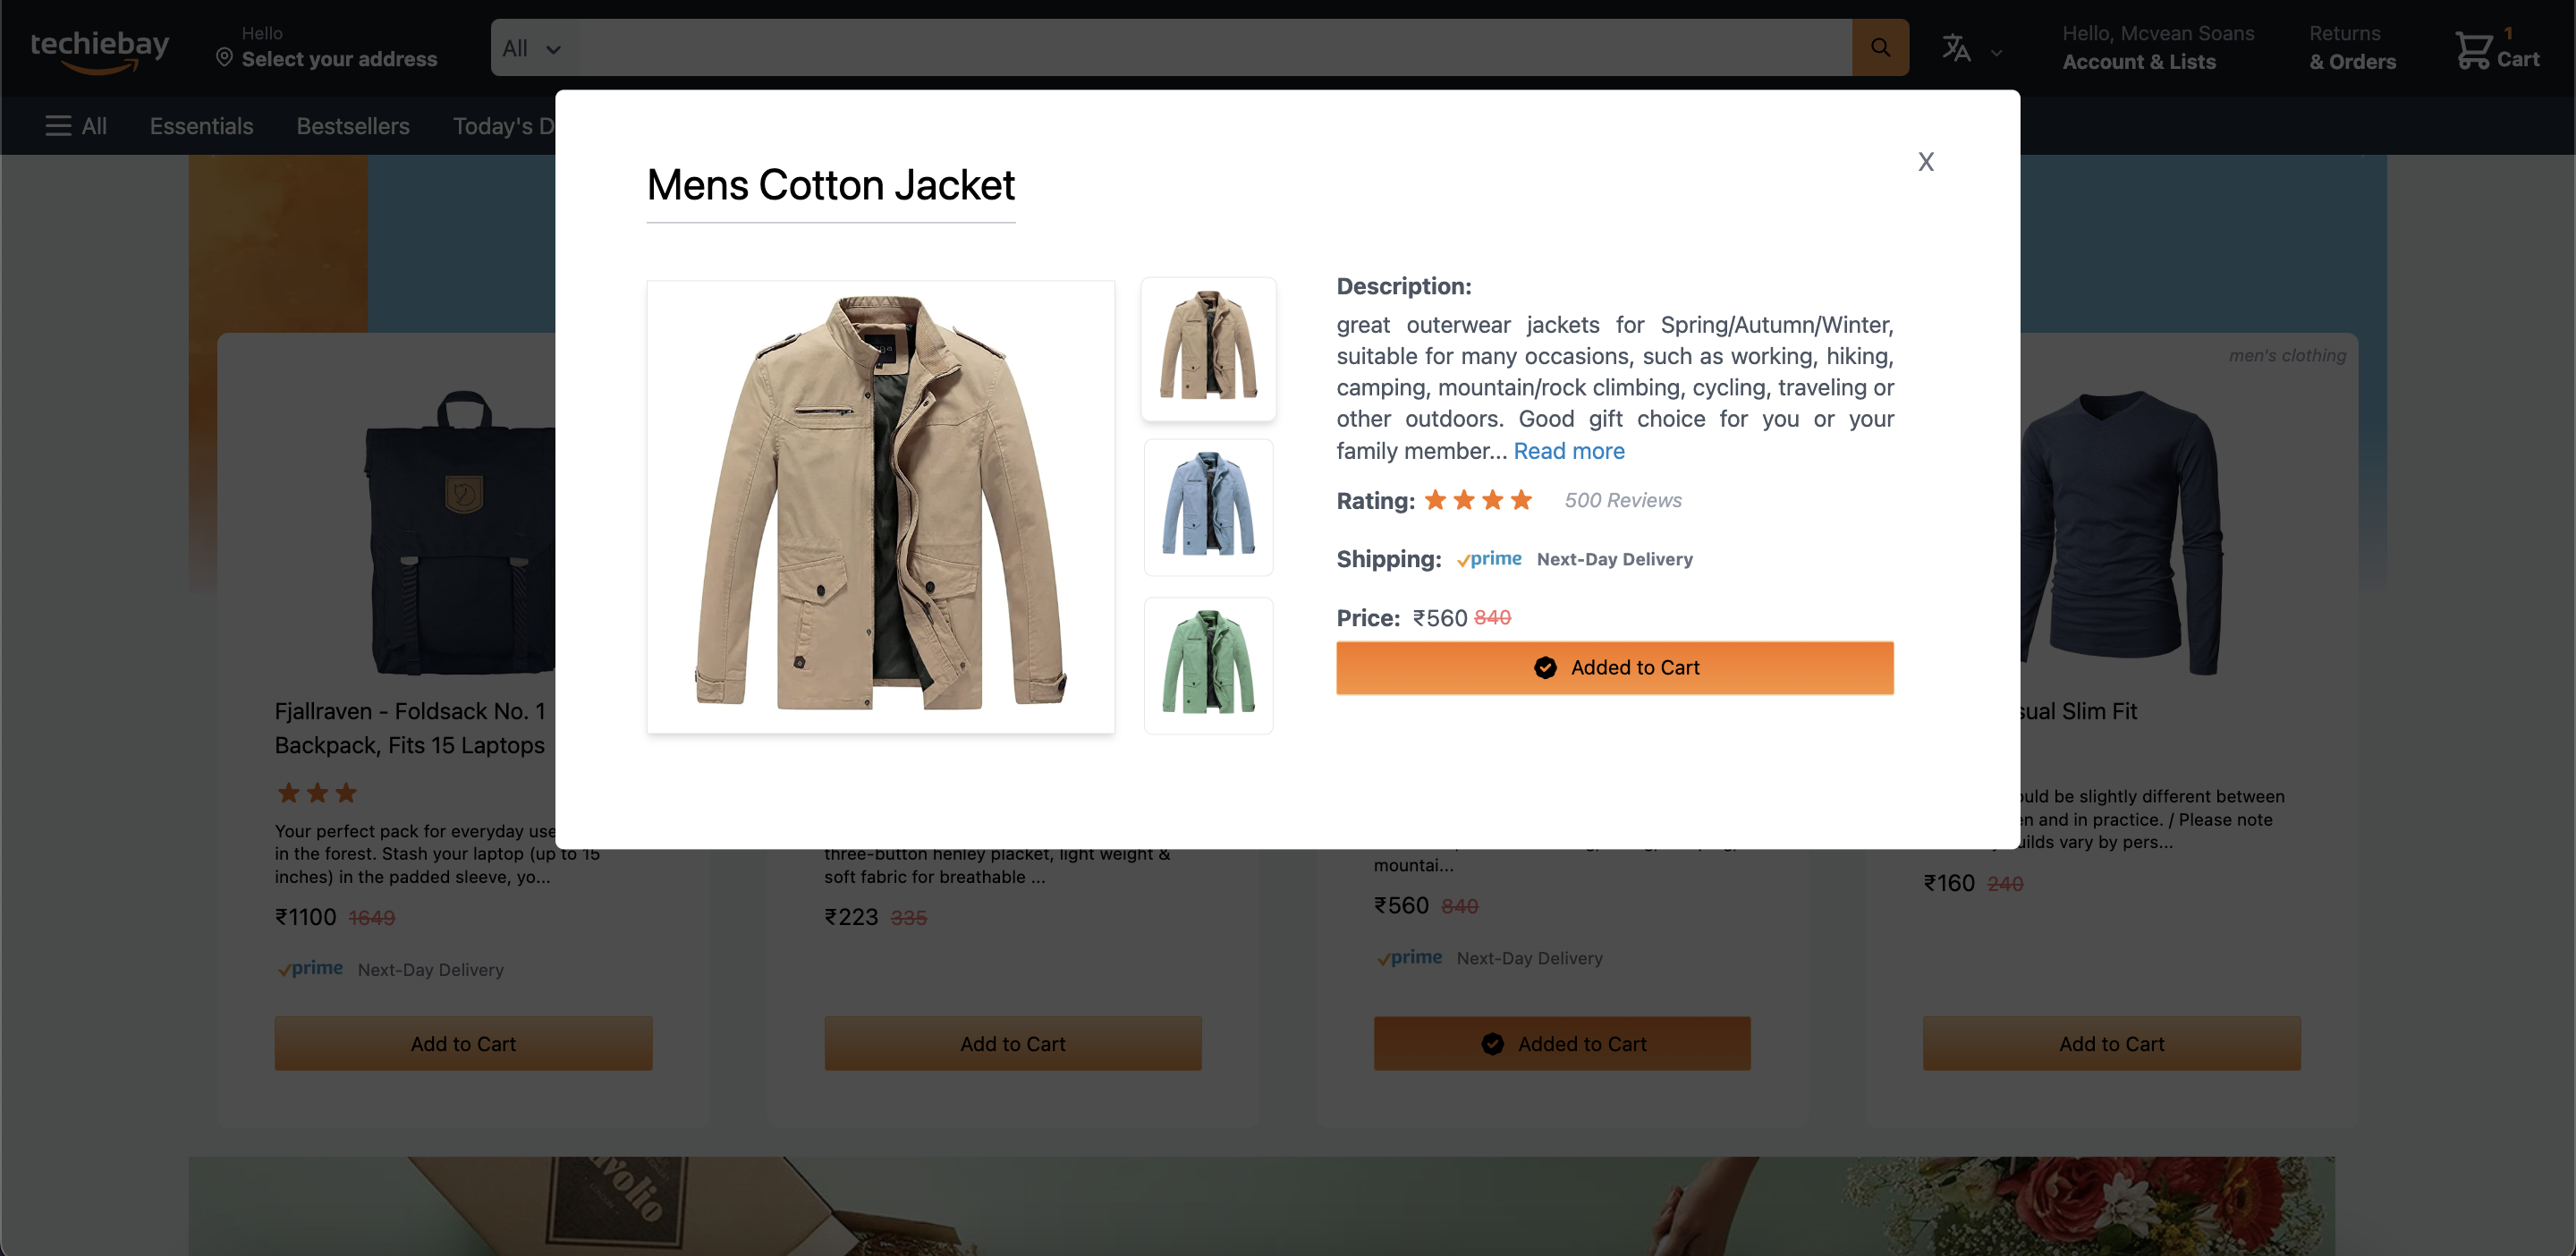 techiebay
Hello
Select your address
All
Hello, Mcvean Soans
Account & Lists
Returns
& Orders
1
Cart
All
Essentials
Bestsellers
Today's D
Mens Cotton Jacket
X
Description:
great outerwear jackets for Spring/Autumn/Winter,
suitable for many occasions, such as working, hiking,
camping, mountain/rock climbing, cycling, traveling or
other outdoors. Good gift choice for you or your
family member... Read more
Rating:
500 Reviews
Shipping: prime Next-Day Delivery
Price: ₹560 840
Added to Cart
Fjallraven - Foldsack No. 1
Backpack, Fits 15 Laptops
Your perfect pack for everyday use
in the forest. Stash your laptop (up to 15
inches) in the padded sleeve, yo...
₹1100 1649
prime Next-Day Delivery
Add to Cart
three-button henley placket, light weight &
soft fabric for breathable ...
₹223 335
Add to Cart
mountai...
₹560 840
prime Next-Day Delivery
Added to Cart
men's clothing
sual Slim Fit
ould be slightly different between
en and in practice. / Please note
uilds vary by pers...
₹160 240
Add to Cart